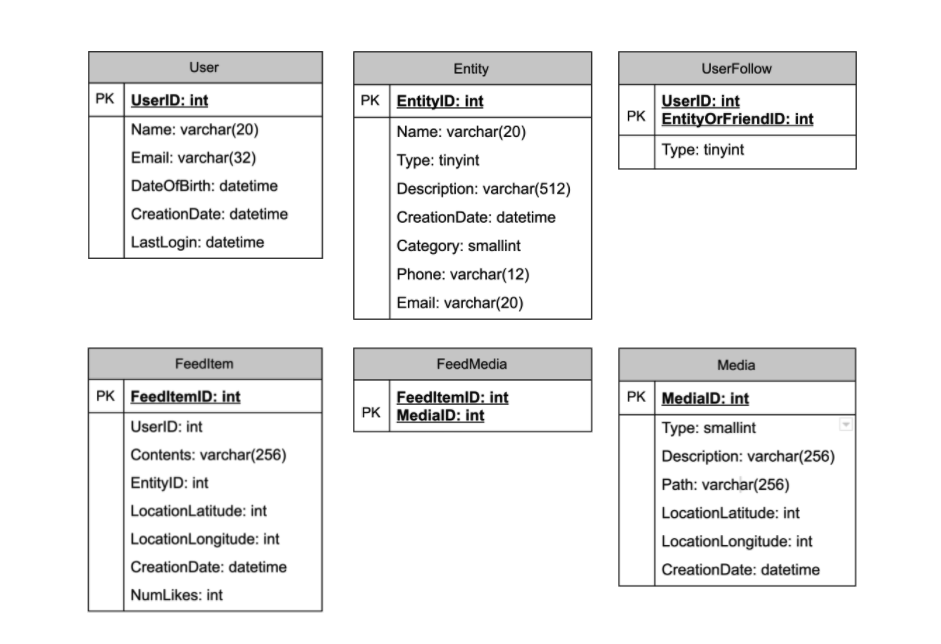 User
PK
UserID: int
Name: varchar(20)
Email: varchar(32)
DateOfBirth: datetime
CreationDate: datetime
LastLogin: datetime
Entity
PK
EntityID: int
Name: varchar(20)
Type: tinyint
Description: varchar(512)
CreationDate: datetime
Category: smallint
Phone: varchar(12)
Email: varchar(20)
UserFollow
PK
UserID: int
EntityOrFriendID: int
Type: tinyint
FeedItem
PK
FeedItemID: int
UserID: int
Contents: varchar(256)
EntityID: int
LocationLatitude: int
LocationLongitude: int
CreationDate: datetime
NumLikes: int
FeedMedia
PK
FeedItemID: int
MediaID: int
Media
PK
MediaID: int
Type: smallint
Description: varchar(256)
Path: varchar(256)
LocationLatitude: int
LocationLongitude: int
CreationDate: datetime